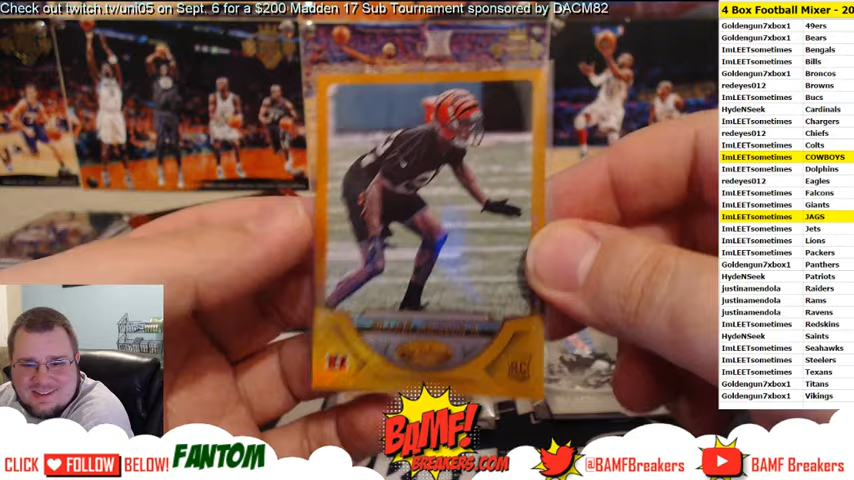 Check out twitch.tv/uni05 on Sept. 6 for a $200 Madden 17 Sub Tournament sponsored by DACM82
4 Box Football Mixer - 20
Goldengun7xbox1 49ers
Goldengun7xbox1 Bears
ImLEETsometimes Bengals
ImLEETsometimes Bills
Goldengun7xbox1 Broncos
redeyes012 Browns
ImLEETsometimes Bucs
HydeNSeek Cardinals
ImLEETsometimes Chargers
redeyes012 Chiefs
ImLEETsometimes Colts
ImLEETsometimes COWBOYS
ImLEETsometimes Dolphins
redeyes012 Eagles
ImLEETsometimes Falcons
ImLEETsometimes Giants
ImLEETsometimes JAGS
ImLEETsometimes Jets
ImLEETsometimes Lions
ImLEETsometimes Packers
Goldengun7xbox1 Panthers
HydeNSeek Patriots
justinamendola Raiders
justinamendola Rams
justinamendola Ravens
ImLEETsometimes Redskins
HydeNSeek Saints
ImLEETsometimes Seahawks
ImLEETsometimes Steelers
ImLEETsometimes Texans
Goldengun7xbox1 Titans
Goldengun7xbox1 Vikings
RC
CLICK FOLLOW BELOW!
FANTOM
BAMF!
BREAKERS.COM
@BAMFBreakers
BAMF Breakers